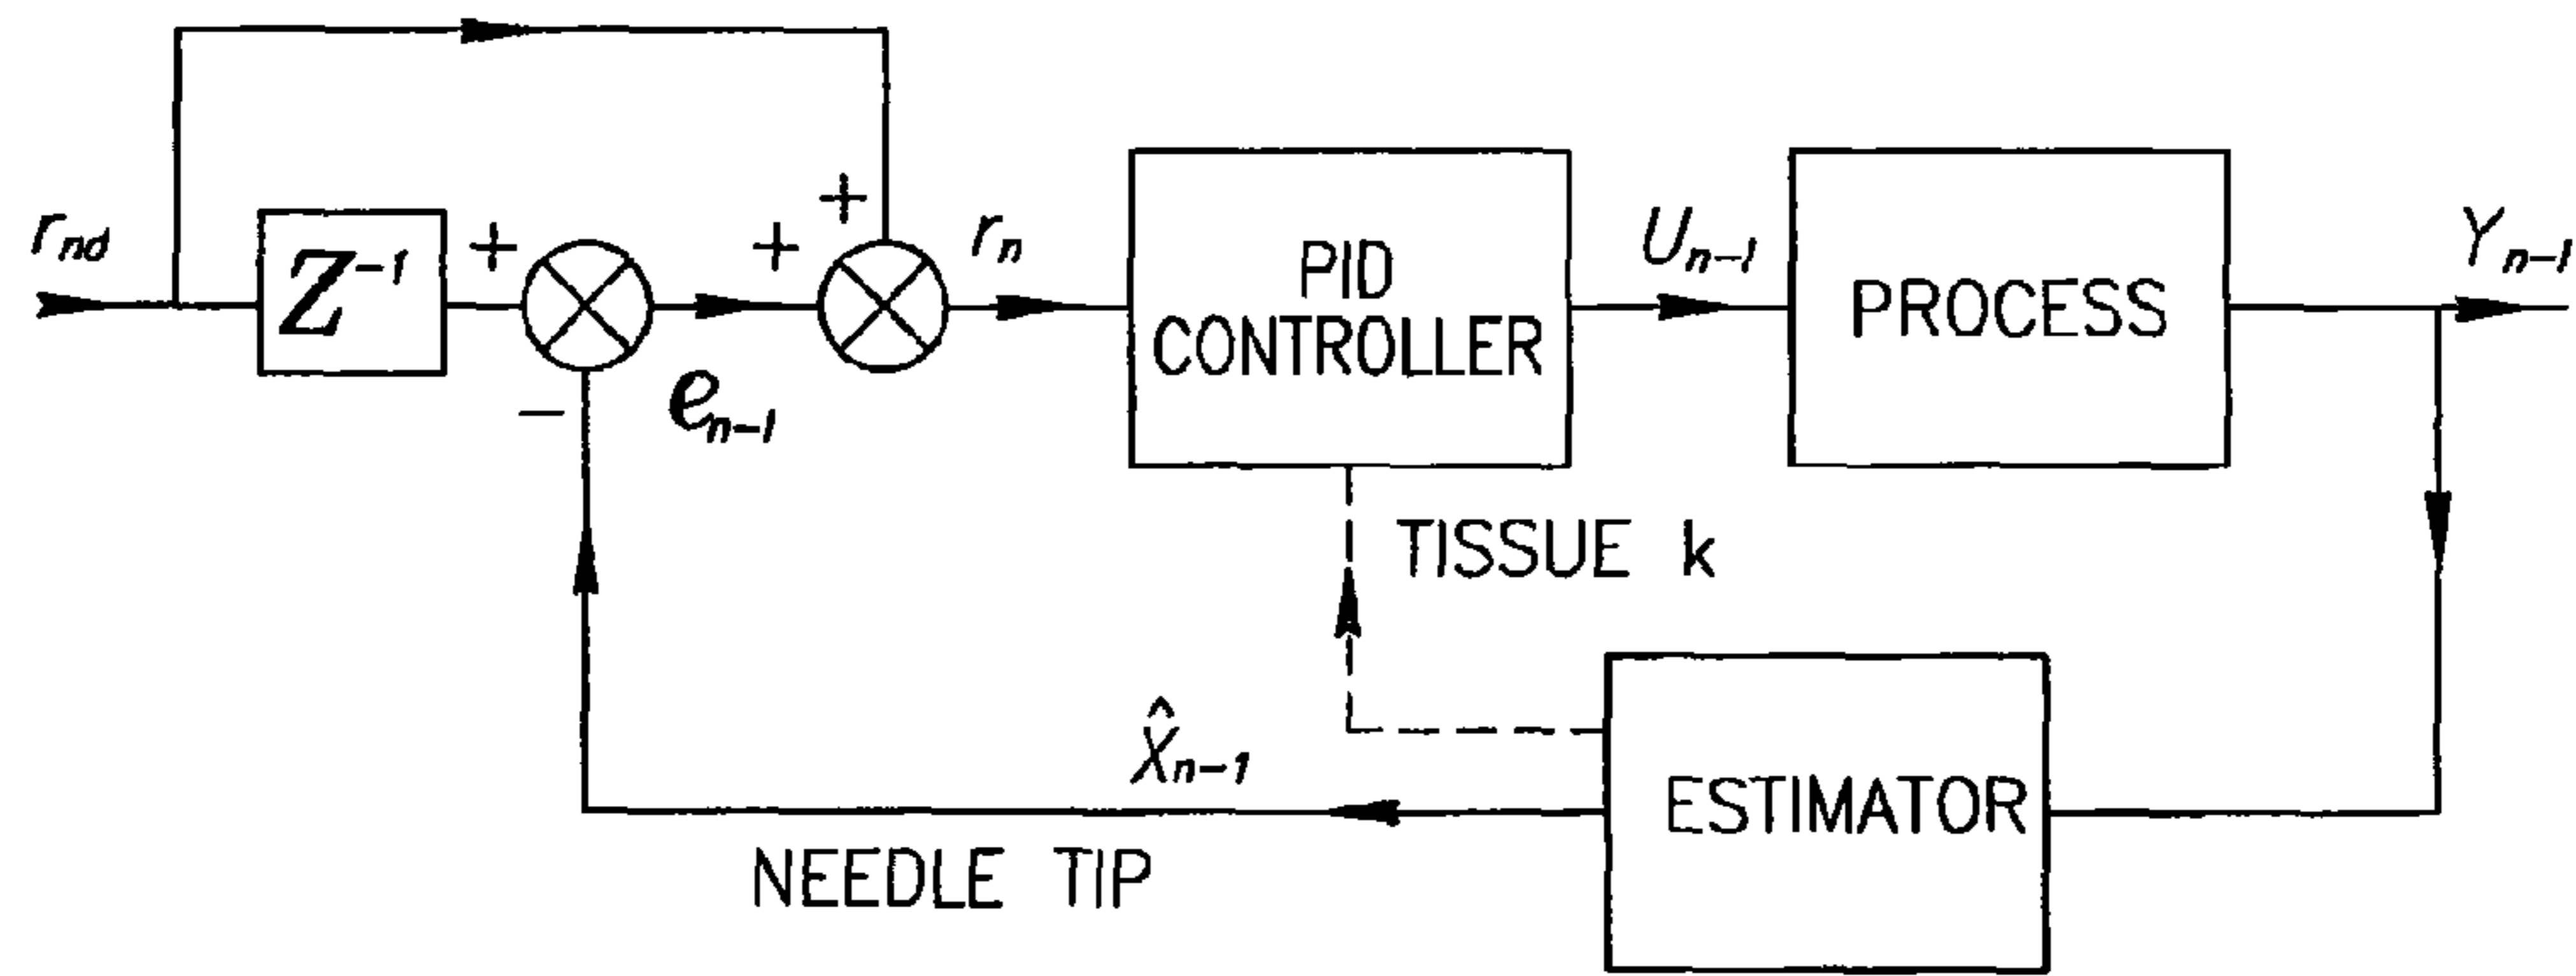 r_nd
Z^-1
+
-
e_n-1
+
+
r_n
PID
CONTROLLER
U_n-1
PROCESS
Y_n-1
TISSUE k
X̂_n-1
NEEDLE TIP
ESTIMATOR